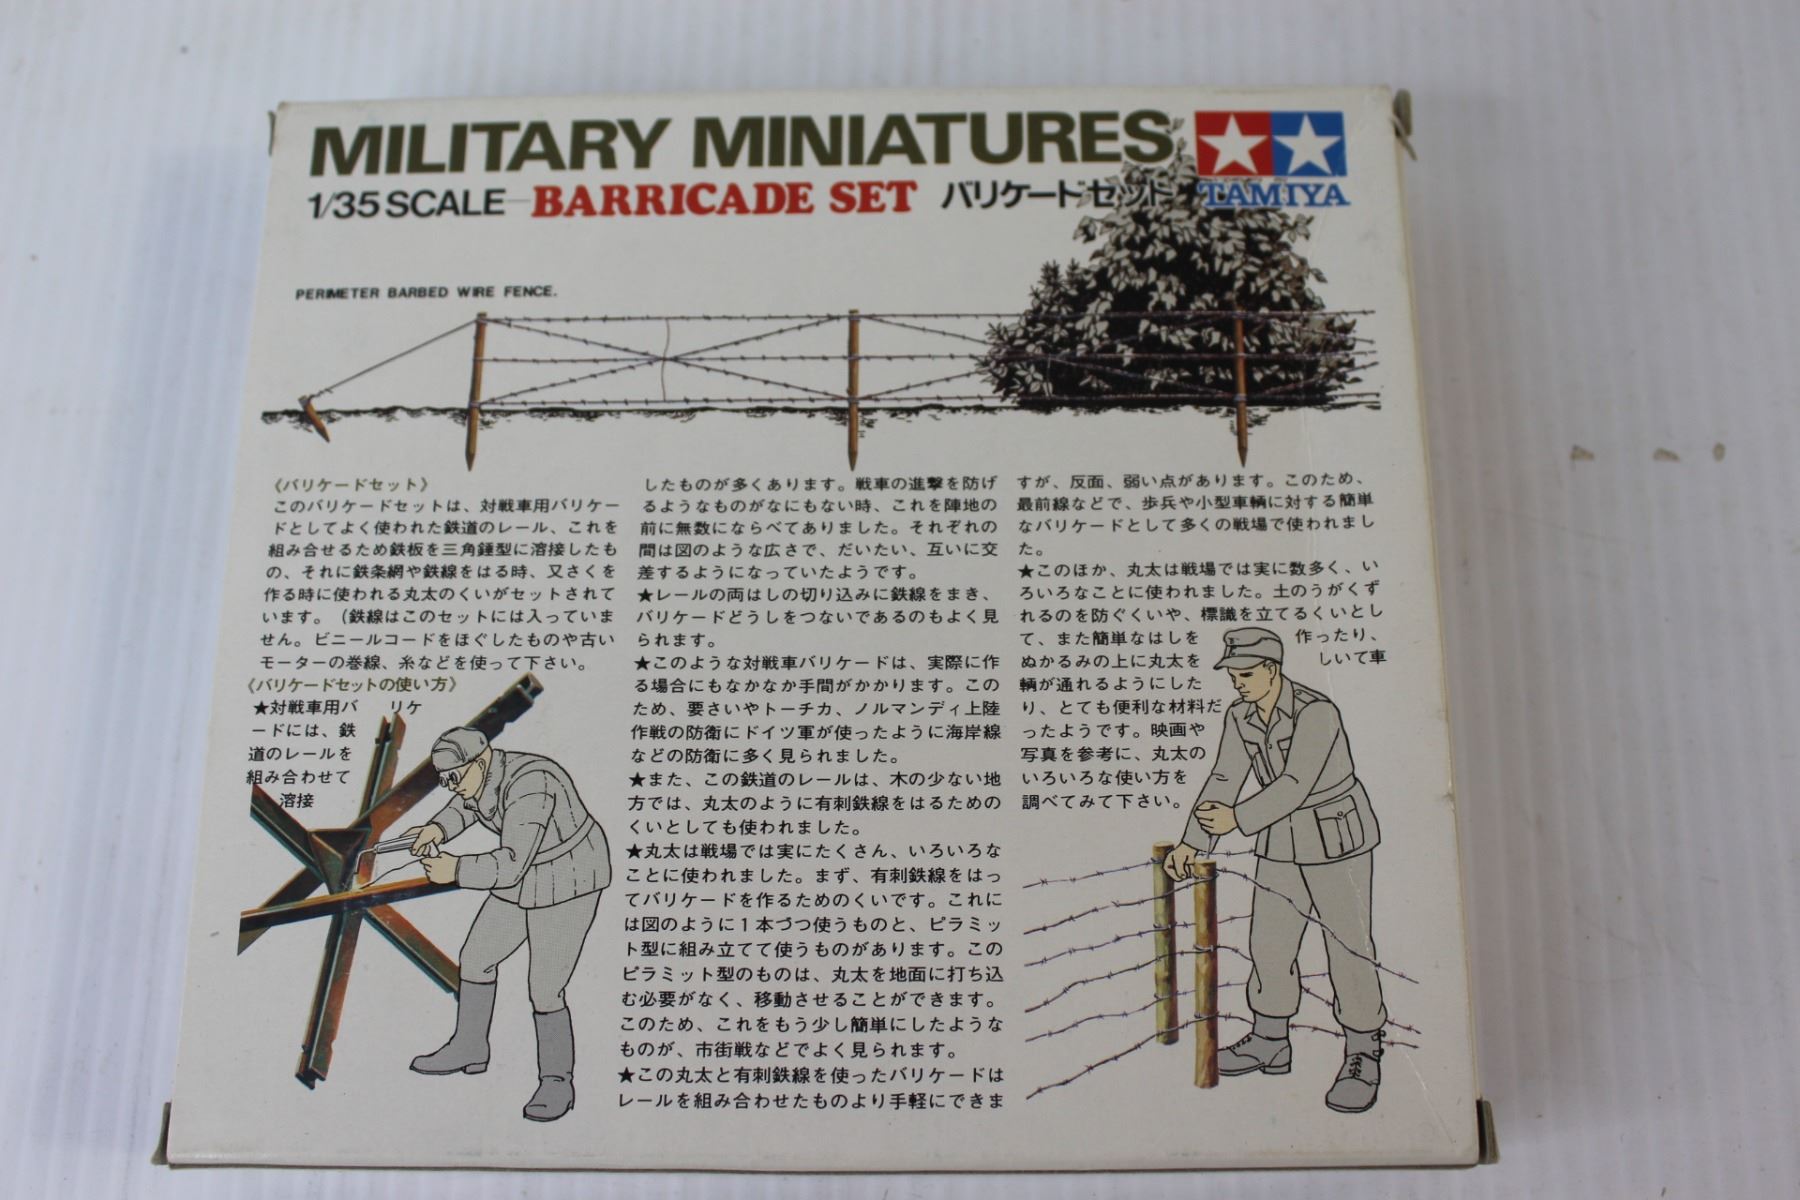 MILITARY MINIATURES
1/35 SCALE BARRICADE SET バリケードセット TAMIYA
PERIMETER BARBED WIRE FENCE.
《バリケードセット》
このバリケードセットは、対戦車用バリケー
ドとしてよく使われた鉄道のレール、これを
組み合せるため鉄板を三角錘型に溶接したも
の、それに鉄条網や鉄線をはる時、又さくを
作る時に使われる丸太のくいがセットされて
います。（鉄線はこのセットには入っていま
せん。ビニールコードをほぐしたものや古い
モーターの巻線、糸などを使って下さい。
《バリケードセットの使い方》
★対戦車用バリケ
ードには、鉄
道のレールを
組み合わせて
溶接
したものが多くあります。戦車の進撃を防げ
るようなものがなにもない時、これを陣地の
前に無数にならべてありました。それぞれの
間は図のような広さで、だいたい、互いに交
差するようになっていたようです。
★レールの両はしの切り込みに鉄線をまき、
バリケードどうしをつないであるのもよく見
られます。
★このような対戦車バリケードは、実際に作
る場合にもなかなか手間がかかります。この
ため、要さいやトーチカ、ノルマンディ上陸
作戦の防衛にドイツ軍が使ったように海岸線
などの防衛に多く見られました。
★また、この鉄道のレールは、木の少ない地
方では、丸太のように有刺鉄線をはるための
くいとしても使われました。
★丸太は戦場では実にたくさん、いろいろな
ことに使われました。まず、有刺鉄線をはっ
てバリケードを作るためのくいです。これに
は図のように1本づつ使うものと、ピラミッ
ト型に組み立てて使うものがあります。この
ピラミット型のものは、丸太を地面に打ち込
む必要がなく、移動させることができます。
このため、これをもう少し簡単にしたような
ものが、市街戦などでよく見られます。
★この丸太と有刺鉄線を使ったバリケードは
レールを組み合わせたものより手軽にできま
すが、反面、弱い点があります。このため、
最前線などで、歩兵や小型車輌に対する簡単
なバリケードとして多くの戦場で使われまし
た。
★このほか、丸太は戦場では実に数多く、い
ろいろなことに使われました。土のうがくず
れるのを防ぐくいや、標識を立てるくいとし
て、また簡単なはしを作ったり、
ぬかるみの上に丸太をしいて車
輌が通れるようにした
り、とても便利な材料だ
ったようです。映画や
写真を参考に、丸太の
いろいろな使い方を
調べてみて下さい。